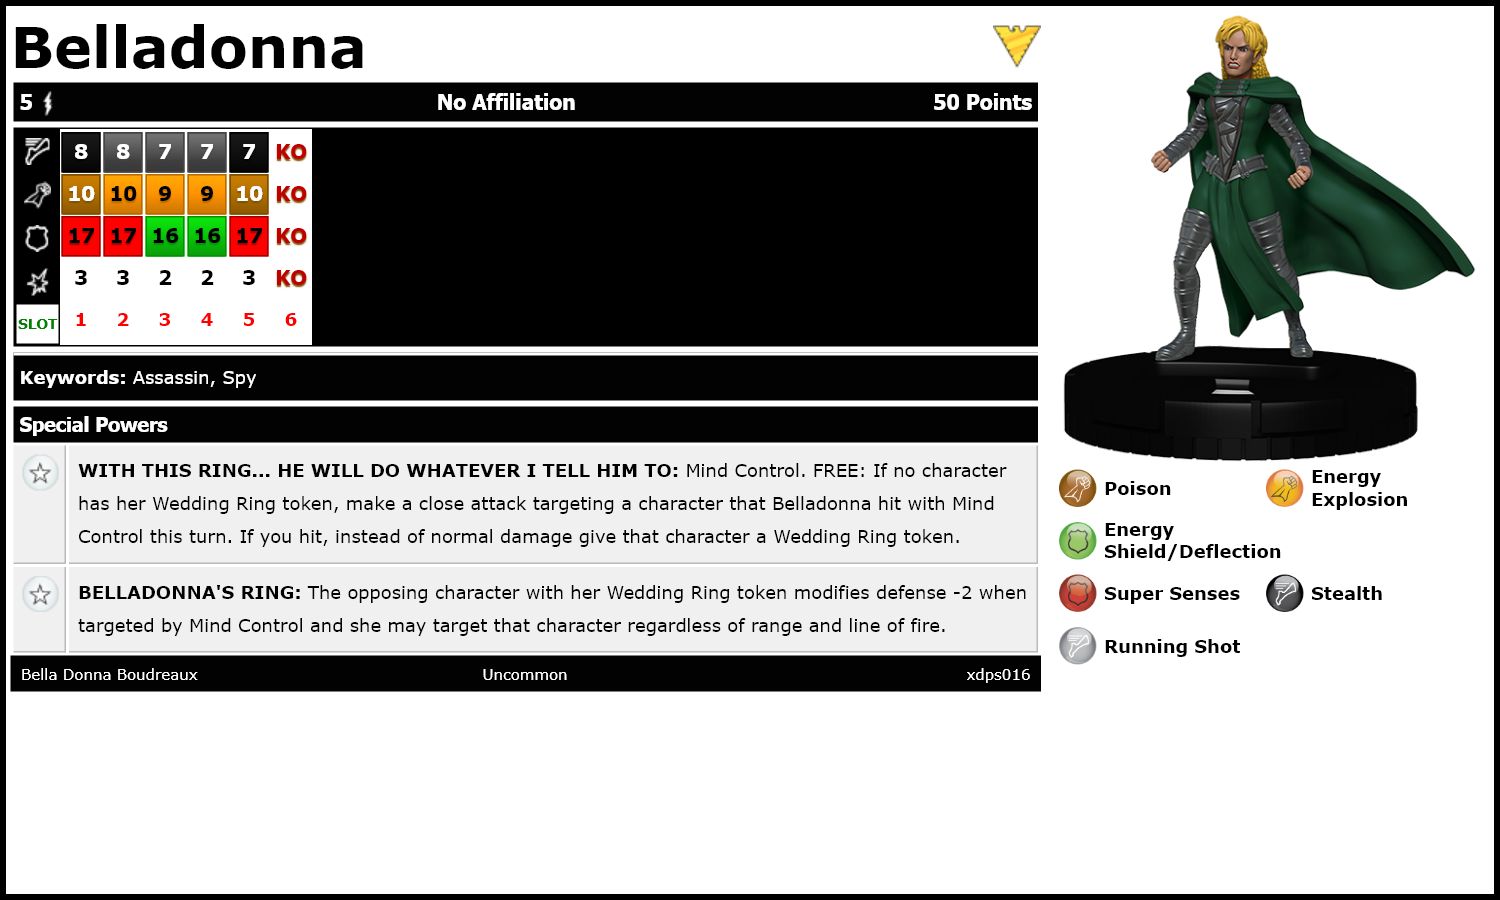 Belladonna
5 No Affiliation 50 Points
8 8 7 7 7 KO
10 10 9 9 10 KO
17 17 16 16 17 KO
3 3 2 2 3 KO
SLOT 1 2 3 4 5 6
Keywords: Assassin, Spy
Special Powers
WITH THIS RING... HE WILL DO WHATEVER I TELL HIM TO: Mind Control. FREE: If no character
has her Wedding Ring token, make a close attack targeting a character that Belladonna hit with Mind
Control this turn. If you hit, instead of normal damage give that character a Wedding Ring token.
BELLADONNA'S RING: The opposing character with her Wedding Ring token modifies defense -2 when
targeted by Mind Control and she may target that character regardless of range and line of fire.
Bella Donna Boudreaux Uncommon xdps016
Poison
Energy
Explosion
Energy
Shield/Deflection
Super Senses
Stealth
Running Shot